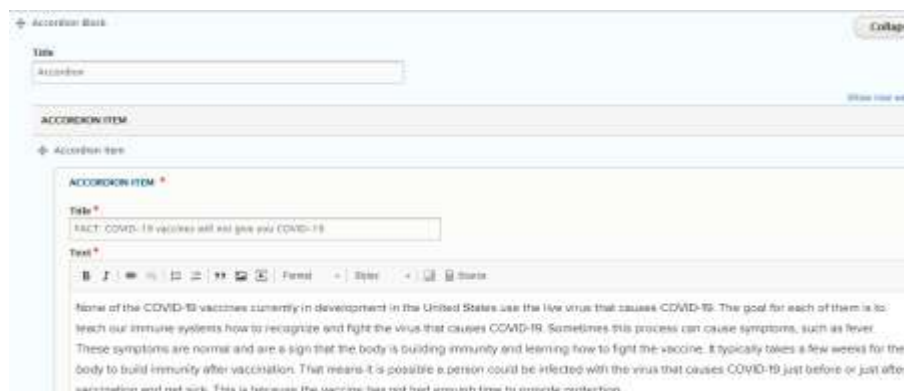 Accordion Block
Collap
Title
Accordion
Show row we
ACCORDION ITEM
Accordion Item
ACCORDION ITEM *
Title *
FACT: COVID-19 vaccines will not give you COVID-19
Text *
B I Format Styles Source
None of the COVID-19 vaccines currently in development in the United States use the live virus that causes COVID-19. The goal for each of them is to
teach our immune systems how to recognize and fight the virus that causes COVID-19. Sometimes this process can cause symptoms, such as fever.
These symptoms are normal and are a sign that the body is building immunity and learning how to fight the vaccine. It typically takes a few weeks for the
body to build immunity after vaccination. That means it is possible a person could be infected with the virus that causes COVID-19 just before or just after
vaccination and get sick. This is because the vaccine has not had enough time to provide protection.